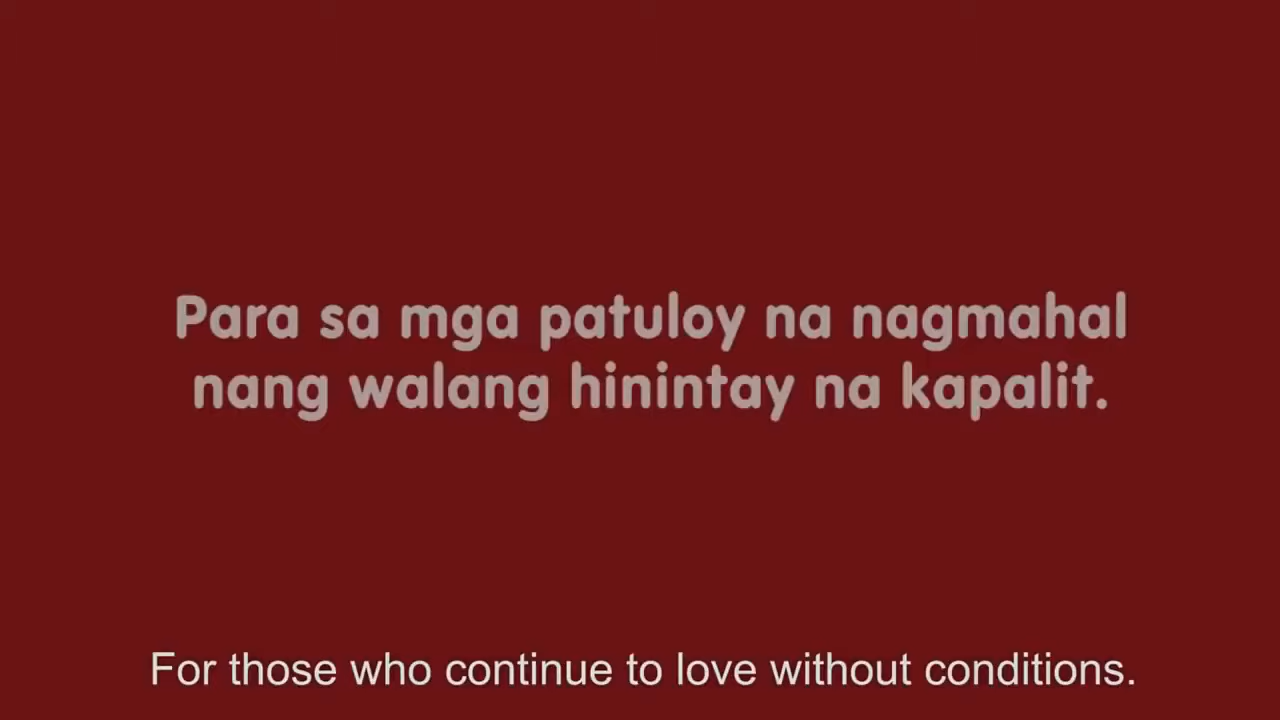 Para sa mga patuloy na nagmahal
nang walang hinintay na kapalit.
For those who continue to love without conditions.